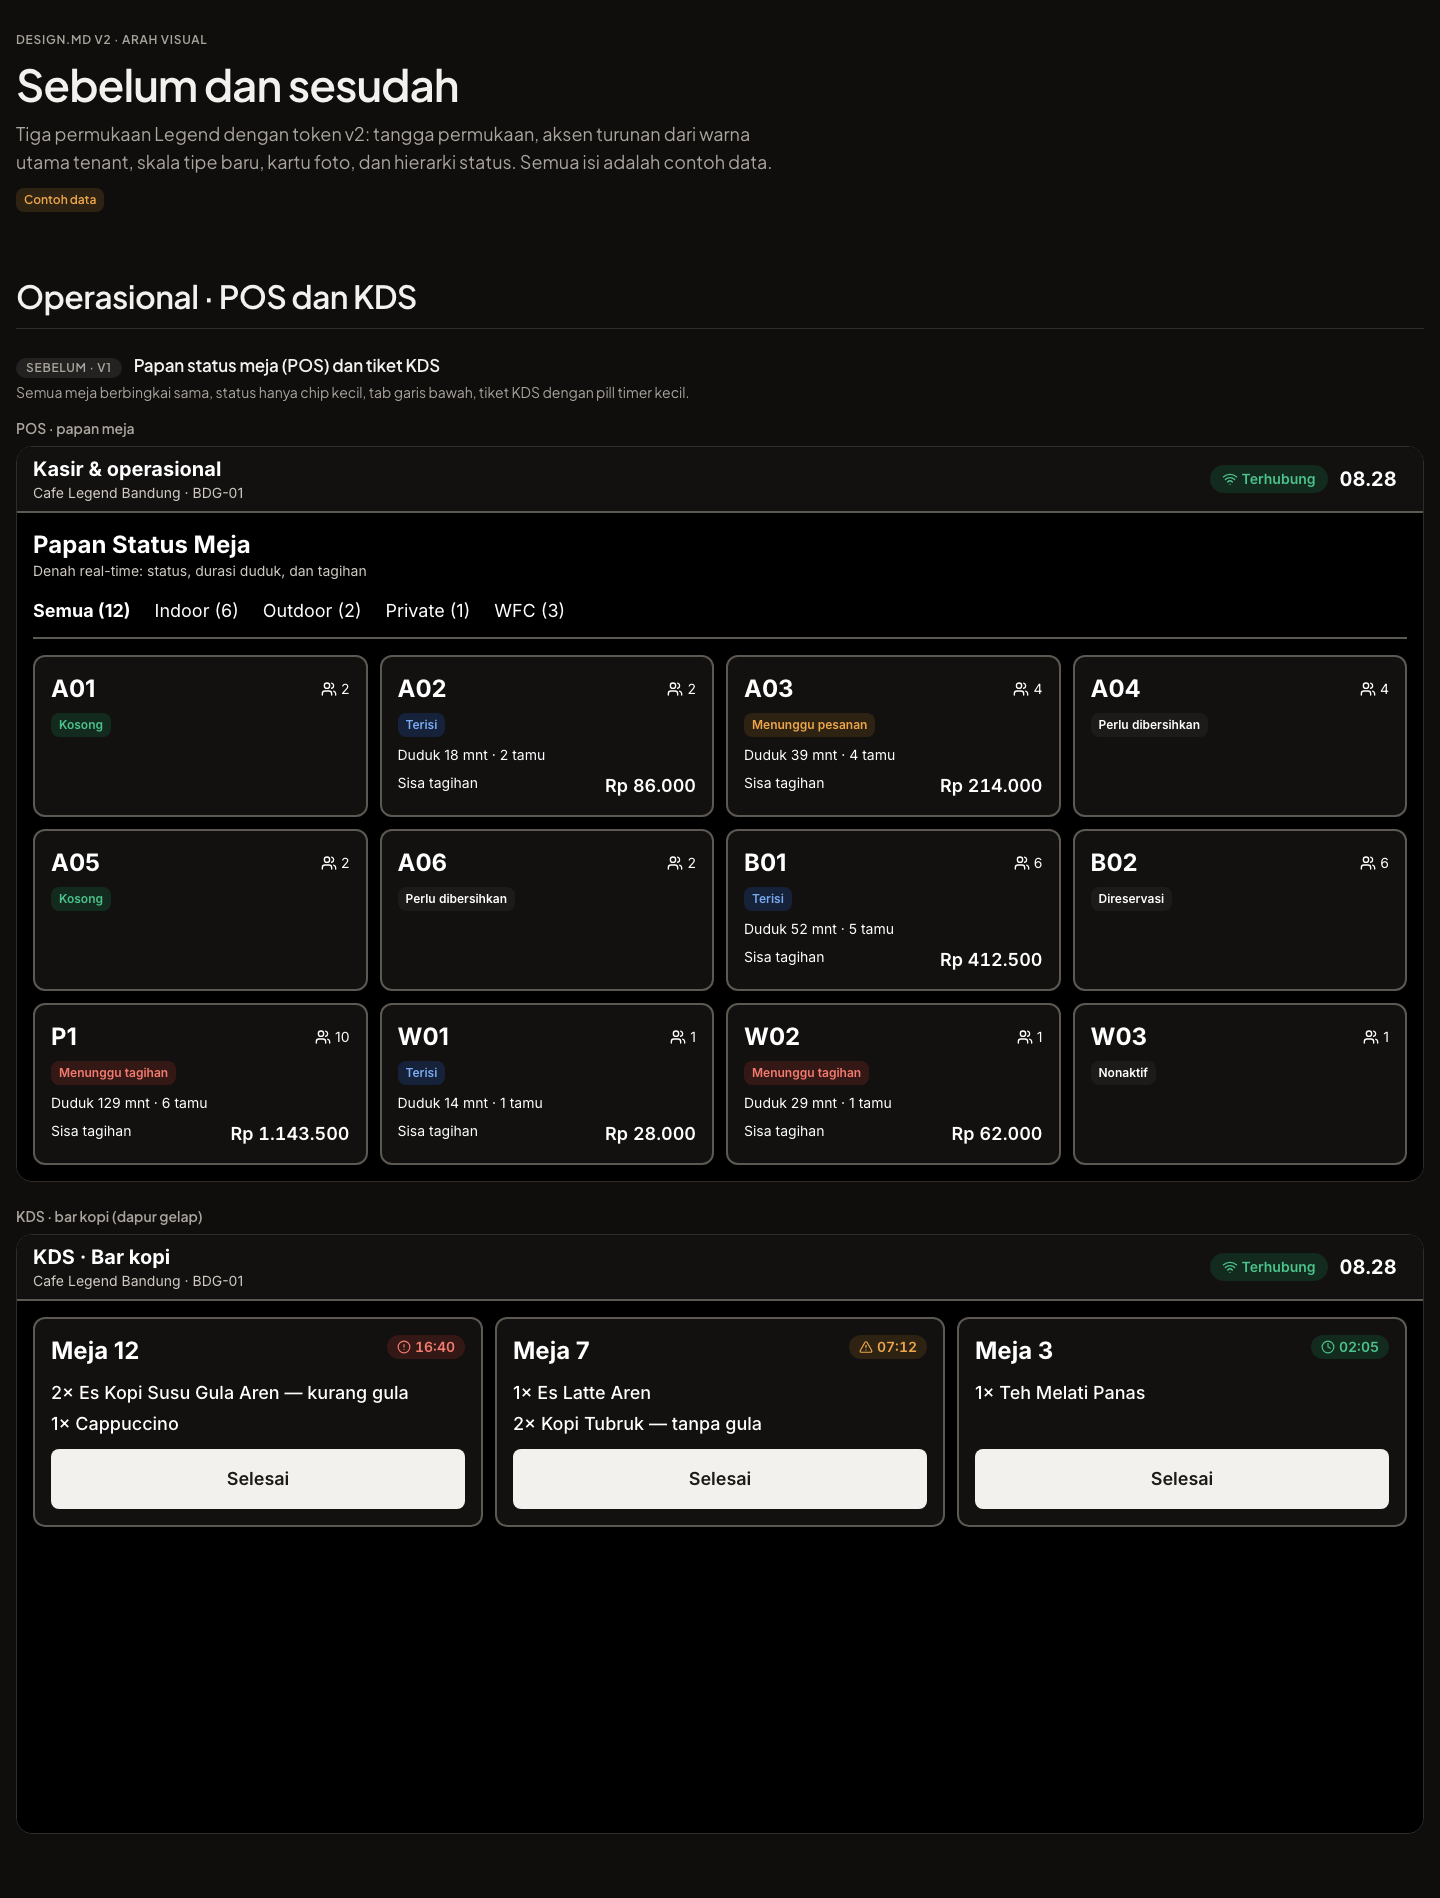 DESIGN.MD V2 · ARAH VISUAL
Sebelum dan sesudah
Tiga permukaan Legend dengan token v2: tangga permukaan, aksen turunan dari warna
utama tenant, skala tipe baru, kartu foto, dan hierarki status. Semua isi adalah contoh data.
Contoh data
Operasional · POS dan KDS
SEBELUM · V1 Papan status meja (POS) dan tiket KDS
Semua meja berbingkai sama, status hanya chip kecil, tab garis bawah, tiket KDS dengan pill timer kecil.
POS · papan meja
Kasir & operasional
Cafe Legend Bandung · BDG-01
Terhubung 08.28
Papan Status Meja
Denah real-time: status, durasi duduk, dan tagihan
Semua (12) Indoor (6) Outdoor (2) Private (1) WFC (3)
A01 2
Kosong
A02 2
Terisi
Duduk 18 mnt · 2 tamu
Sisa tagihan Rp 86.000
A03 4
Menunggu pesanan
Duduk 39 mnt · 4 tamu
Sisa tagihan Rp 214.000
A04 4
Perlu dibersihkan
A05 2
Kosong
A06 2
Perlu dibersihkan
B01 6
Terisi
Duduk 52 mnt · 5 tamu
Sisa tagihan Rp 412.500
B02 6
Direservasi
P1 10
Menunggu tagihan
Duduk 129 mnt · 6 tamu
Sisa tagihan Rp 1.143.500
W01 1
Terisi
Duduk 14 mnt · 1 tamu
Sisa tagihan Rp 28.000
W02 1
Menunggu tagihan
Duduk 29 mnt · 1 tamu
Sisa tagihan Rp 62.000
W03 1
Nonaktif
KDS · bar kopi (dapur gelap)
KDS · Bar kopi
Cafe Legend Bandung · BDG-01
Terhubung 08.28
Meja 12 16:40
2× Es Kopi Susu Gula Aren — kurang gula
1× Cappuccino
Selesai
Meja 7 07:12
1× Es Latte Aren
2× Kopi Tubruk — tanpa gula
Selesai
Meja 3 02:05
1× Teh Melati Panas
Selesai